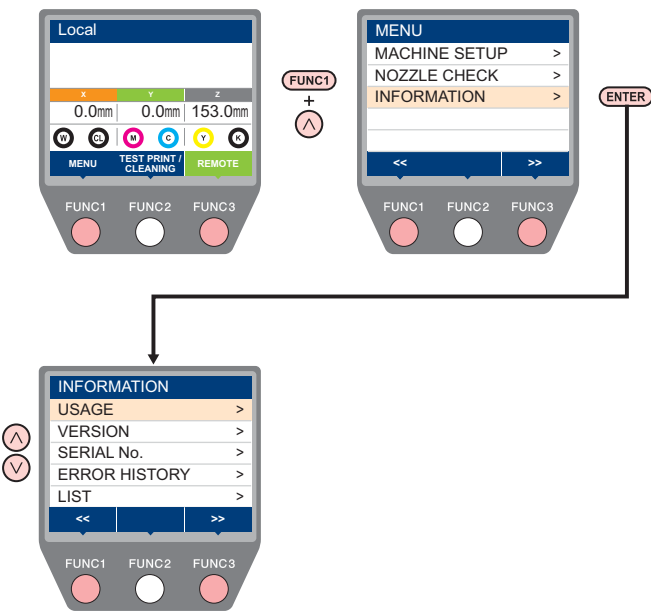 Local
X Y Z
0.0mm 0.0mm 153.0mm
W CL M C Y K
MENU TEST PRINT / CLEANING REMOTE
FUNC1 FUNC2 FUNC3
FUNC1
+
MENU
MACHINE SETUP >
NOZZLE CHECK >
INFORMATION >
<< >>
FUNC1 FUNC2 FUNC3
ENTER
INFORMATION
USAGE >
VERSION >
SERIAL No. >
ERROR HISTORY >
LIST >
<< >>
FUNC1 FUNC2 FUNC3